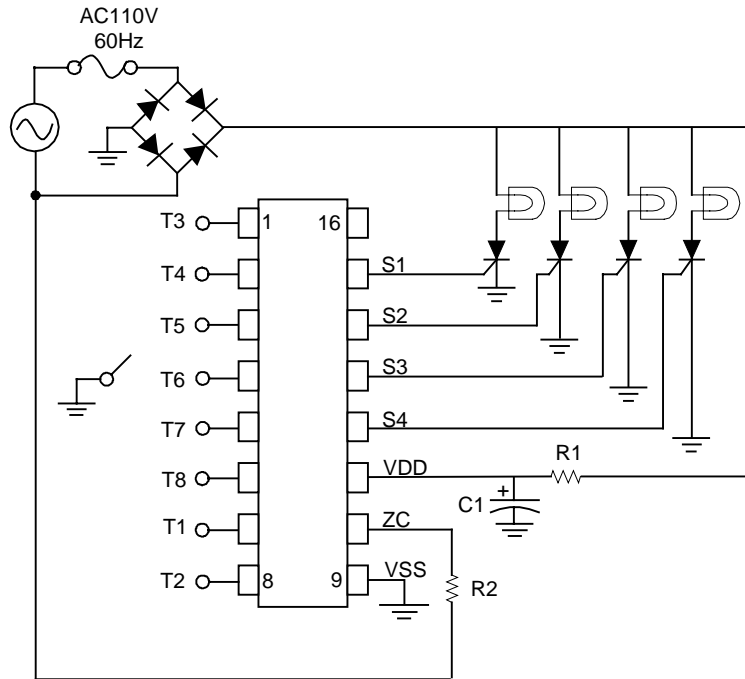 AC110V
60Hz
T3
1
16
T4
S1
T5
S2
T6
S3
T7
S4
T8
VDD
R1
C1
+
T1
ZC
T2
8
9
VSS
R2